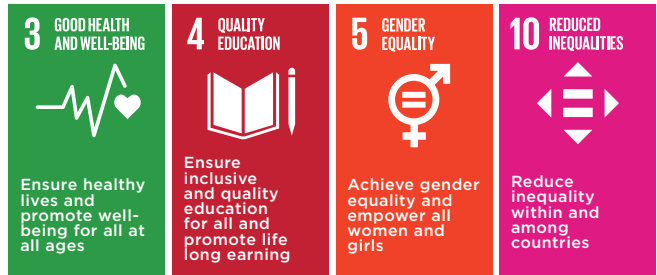 3 GOOD HEALTH
AND WELL-BEING
Ensure healthy
lives and
promote well-
being for all at
all ages
4 QUALITY
EDUCATION
Ensure
inclusive
and quality
education
for all and
promote life
long earning
5 GENDER
EQUALITY
Achieve gender
equality and
empower all
women and
girls
10 REDUCED
INEQUALITIES
Reduce
inequality
within and
among
countries